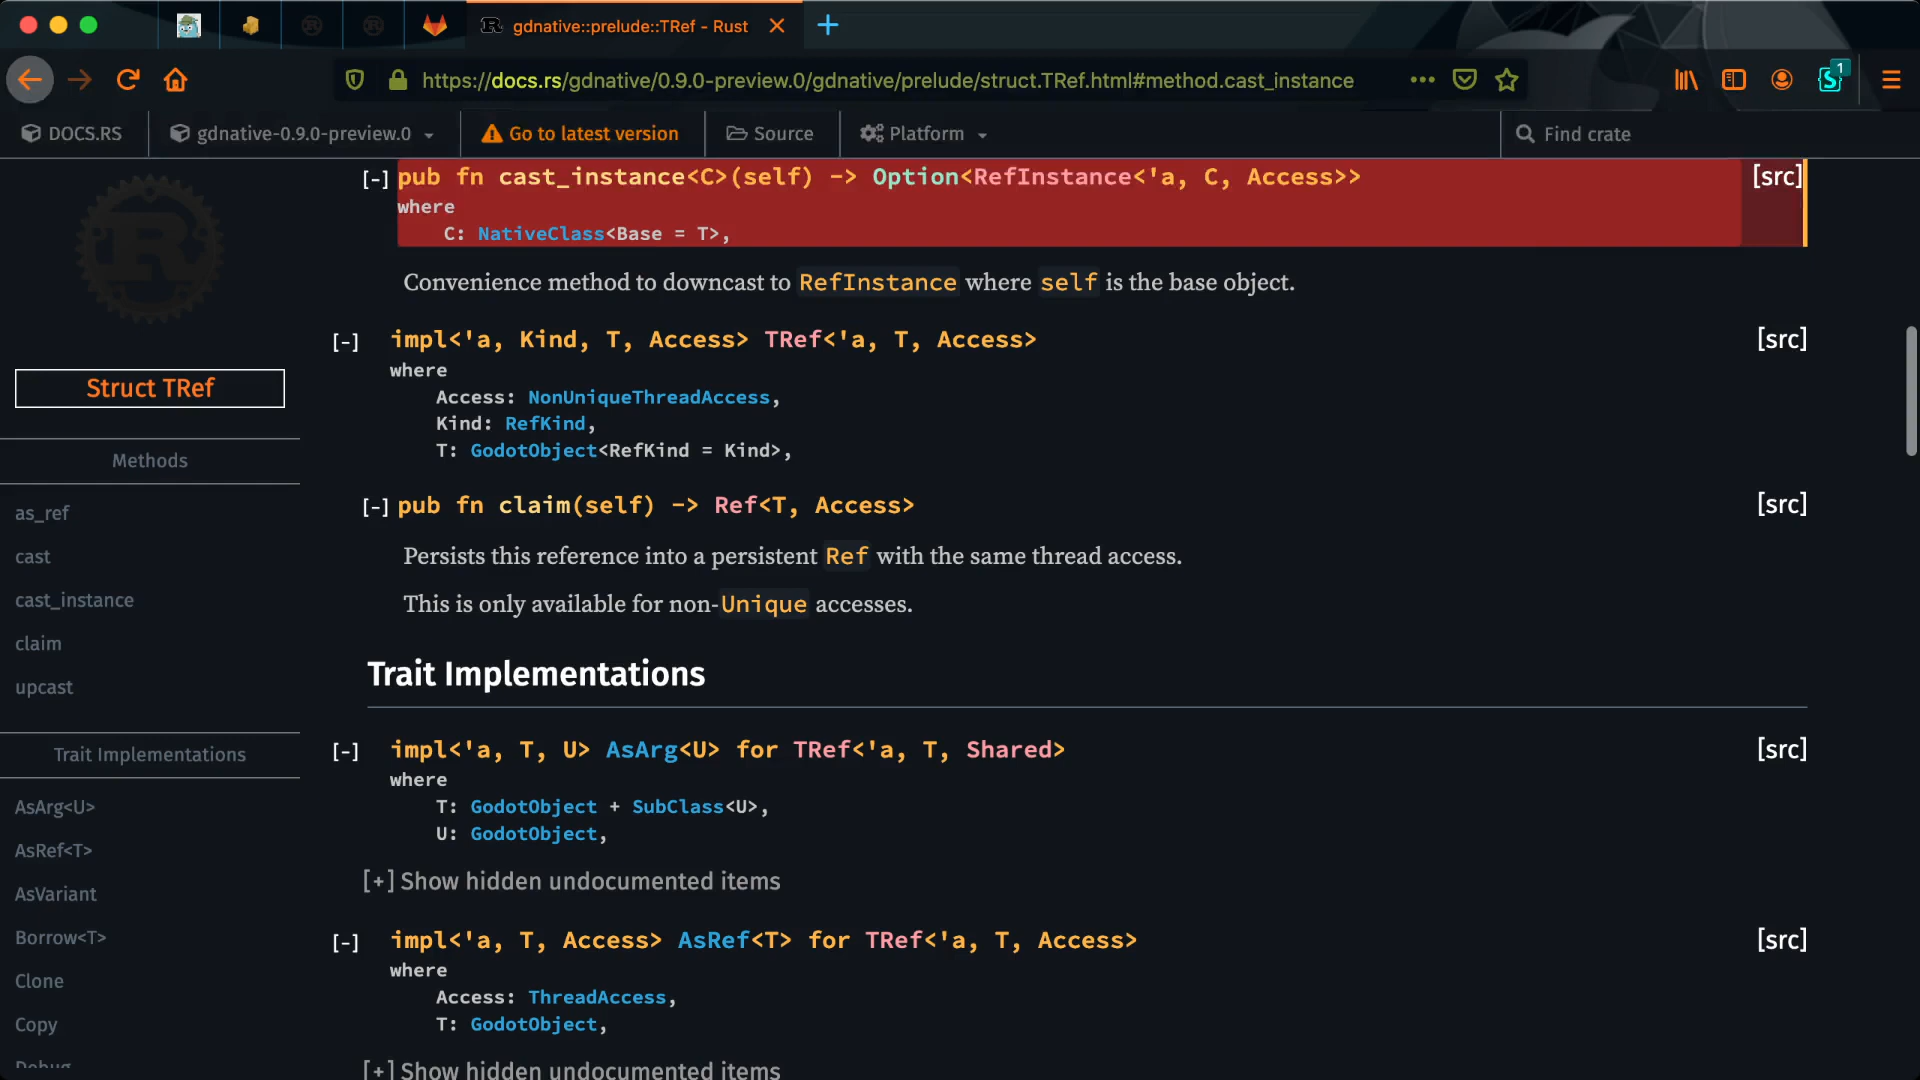 gdnative::prelude::TRef - Rust
https://docs.rs/gdnative/0.9.0-preview.0/gdnative/prelude/struct.TRef.html#method.cast_instance
1
DOCS.RS
gdnative-0.9.0-preview.0
Go to latest version
Source
Platform
Find crate
Struct TRef
Methods
as_ref
cast
cast_instance
claim
upcast
Trait Implementations
AsArg<U>
AsRef<T>
AsVariant
Borrow<T>
Clone
Copy
Debug
[-] pub fn cast_instance<C>(self) -> Option<RefInstance<'a, C, Access>> [src]
where
C: NativeClass<Base = T>,
Convenience method to downcast to RefInstance where self is the base object.
[-] impl<'a, Kind, T, Access> TRef<'a, T, Access> [src]
where
Access: NonUniqueThreadAccess,
Kind: RefKind,
T: GodotObject<RefKind = Kind>,
[-] pub fn claim(self) -> Ref<T, Access> [src]
Persists this reference into a persistent Ref with the same thread access.
This is only available for non-Unique accesses.
Trait Implementations
[-] impl<'a, T, U> AsArg<U> for TRef<'a, T, Shared> [src]
where
T: GodotObject + SubClass<U>,
U: GodotObject,
[+] Show hidden undocumented items
[-] impl<'a, T, Access> AsRef<T> for TRef<'a, T, Access> [src]
where
Access: ThreadAccess,
T: GodotObject,
[+] Show hidden undocumented items